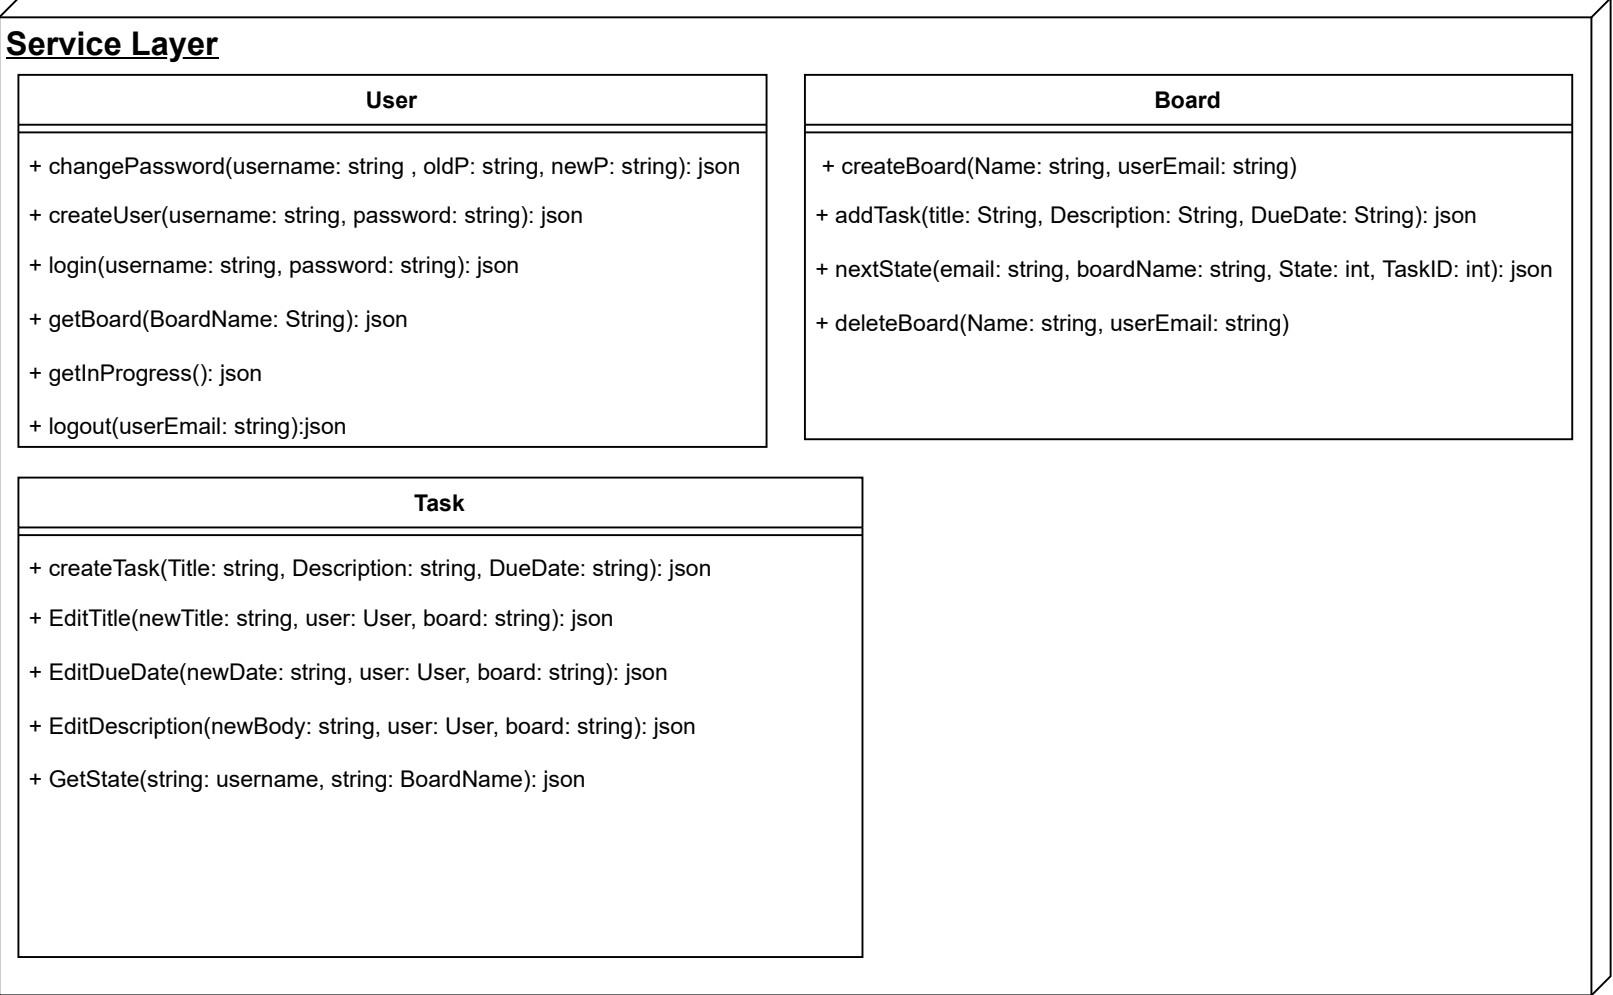 Service Layer
User
+ changePassword(username: string , oldP: string, newP: string): json
+ createUser(username: string, password: string): json
+ login(username: string, password: string): json
+ getBoard(BoardName: String): json
+ getInProgress(): json
+ logout(userEmail: string):json
Board
+ createBoard(Name: string, userEmail: string)
+ addTask(title: String, Description: String, DueDate: String): json
+ nextState(email: string, boardName: string, State: int, TaskID: int): json
+ deleteBoard(Name: string, userEmail: string)
Task
+ createTask(Title: string, Description: string, DueDate: string): json
+ EditTitle(newTitle: string, user: User, board: string): json
+ EditDueDate(newDate: string, user: User, board: string): json
+ EditDescription(newBody: string, user: User, board: string): json
+ GetState(string: username, string: BoardName): json